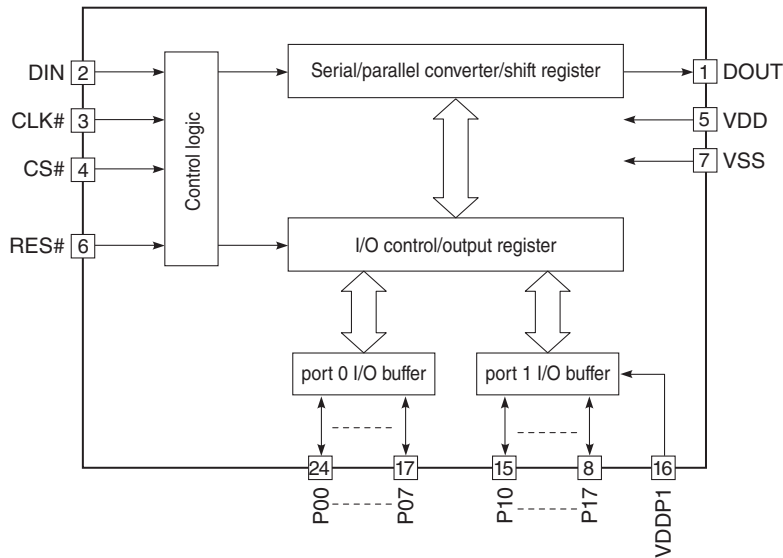 DIN 2
CLK# 3
CS# 4
RES# 6
Control logic
Serial/parallel converter/shift register
1 DOUT
5 VDD
7 VSS
I/O control/output register
port 0 I/O buffer
port 1 I/O buffer
24 17 15 8 16
P00 P07 P10 P17 VDDP1